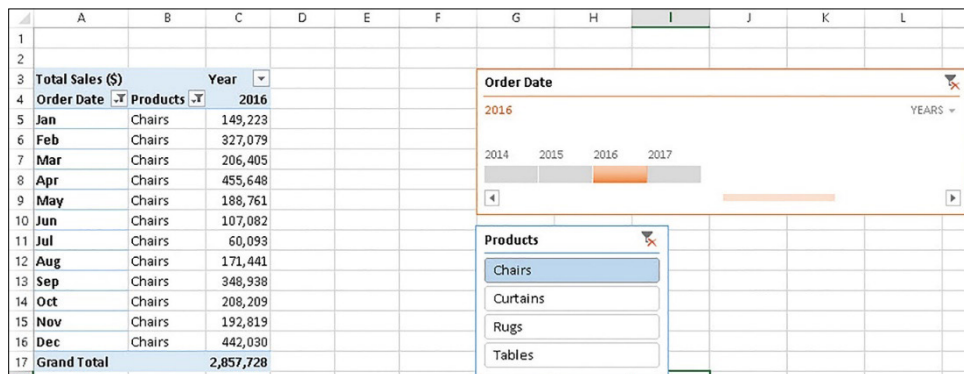 A B C D E F G H I J K L
1
2
3 Total Sales ($) Year
4 Order Date Products 2016
5 Jan Chairs 149,223
6 Feb Chairs 327,079
7 Mar Chairs 206,405
8 Apr Chairs 455,648
9 May Chairs 188,761
10 Jun Chairs 107,082
11 Jul Chairs 60,093
12 Aug Chairs 171,441
13 Sep Chairs 348,938
14 Oct Chairs 208,209
15 Nov Chairs 192,819
16 Dec Chairs 442,030
17 Grand Total 2,857,728
Order Date
2016 YEARS
2014 2015 2016 2017
Products
Chairs
Curtains
Rugs
Tables